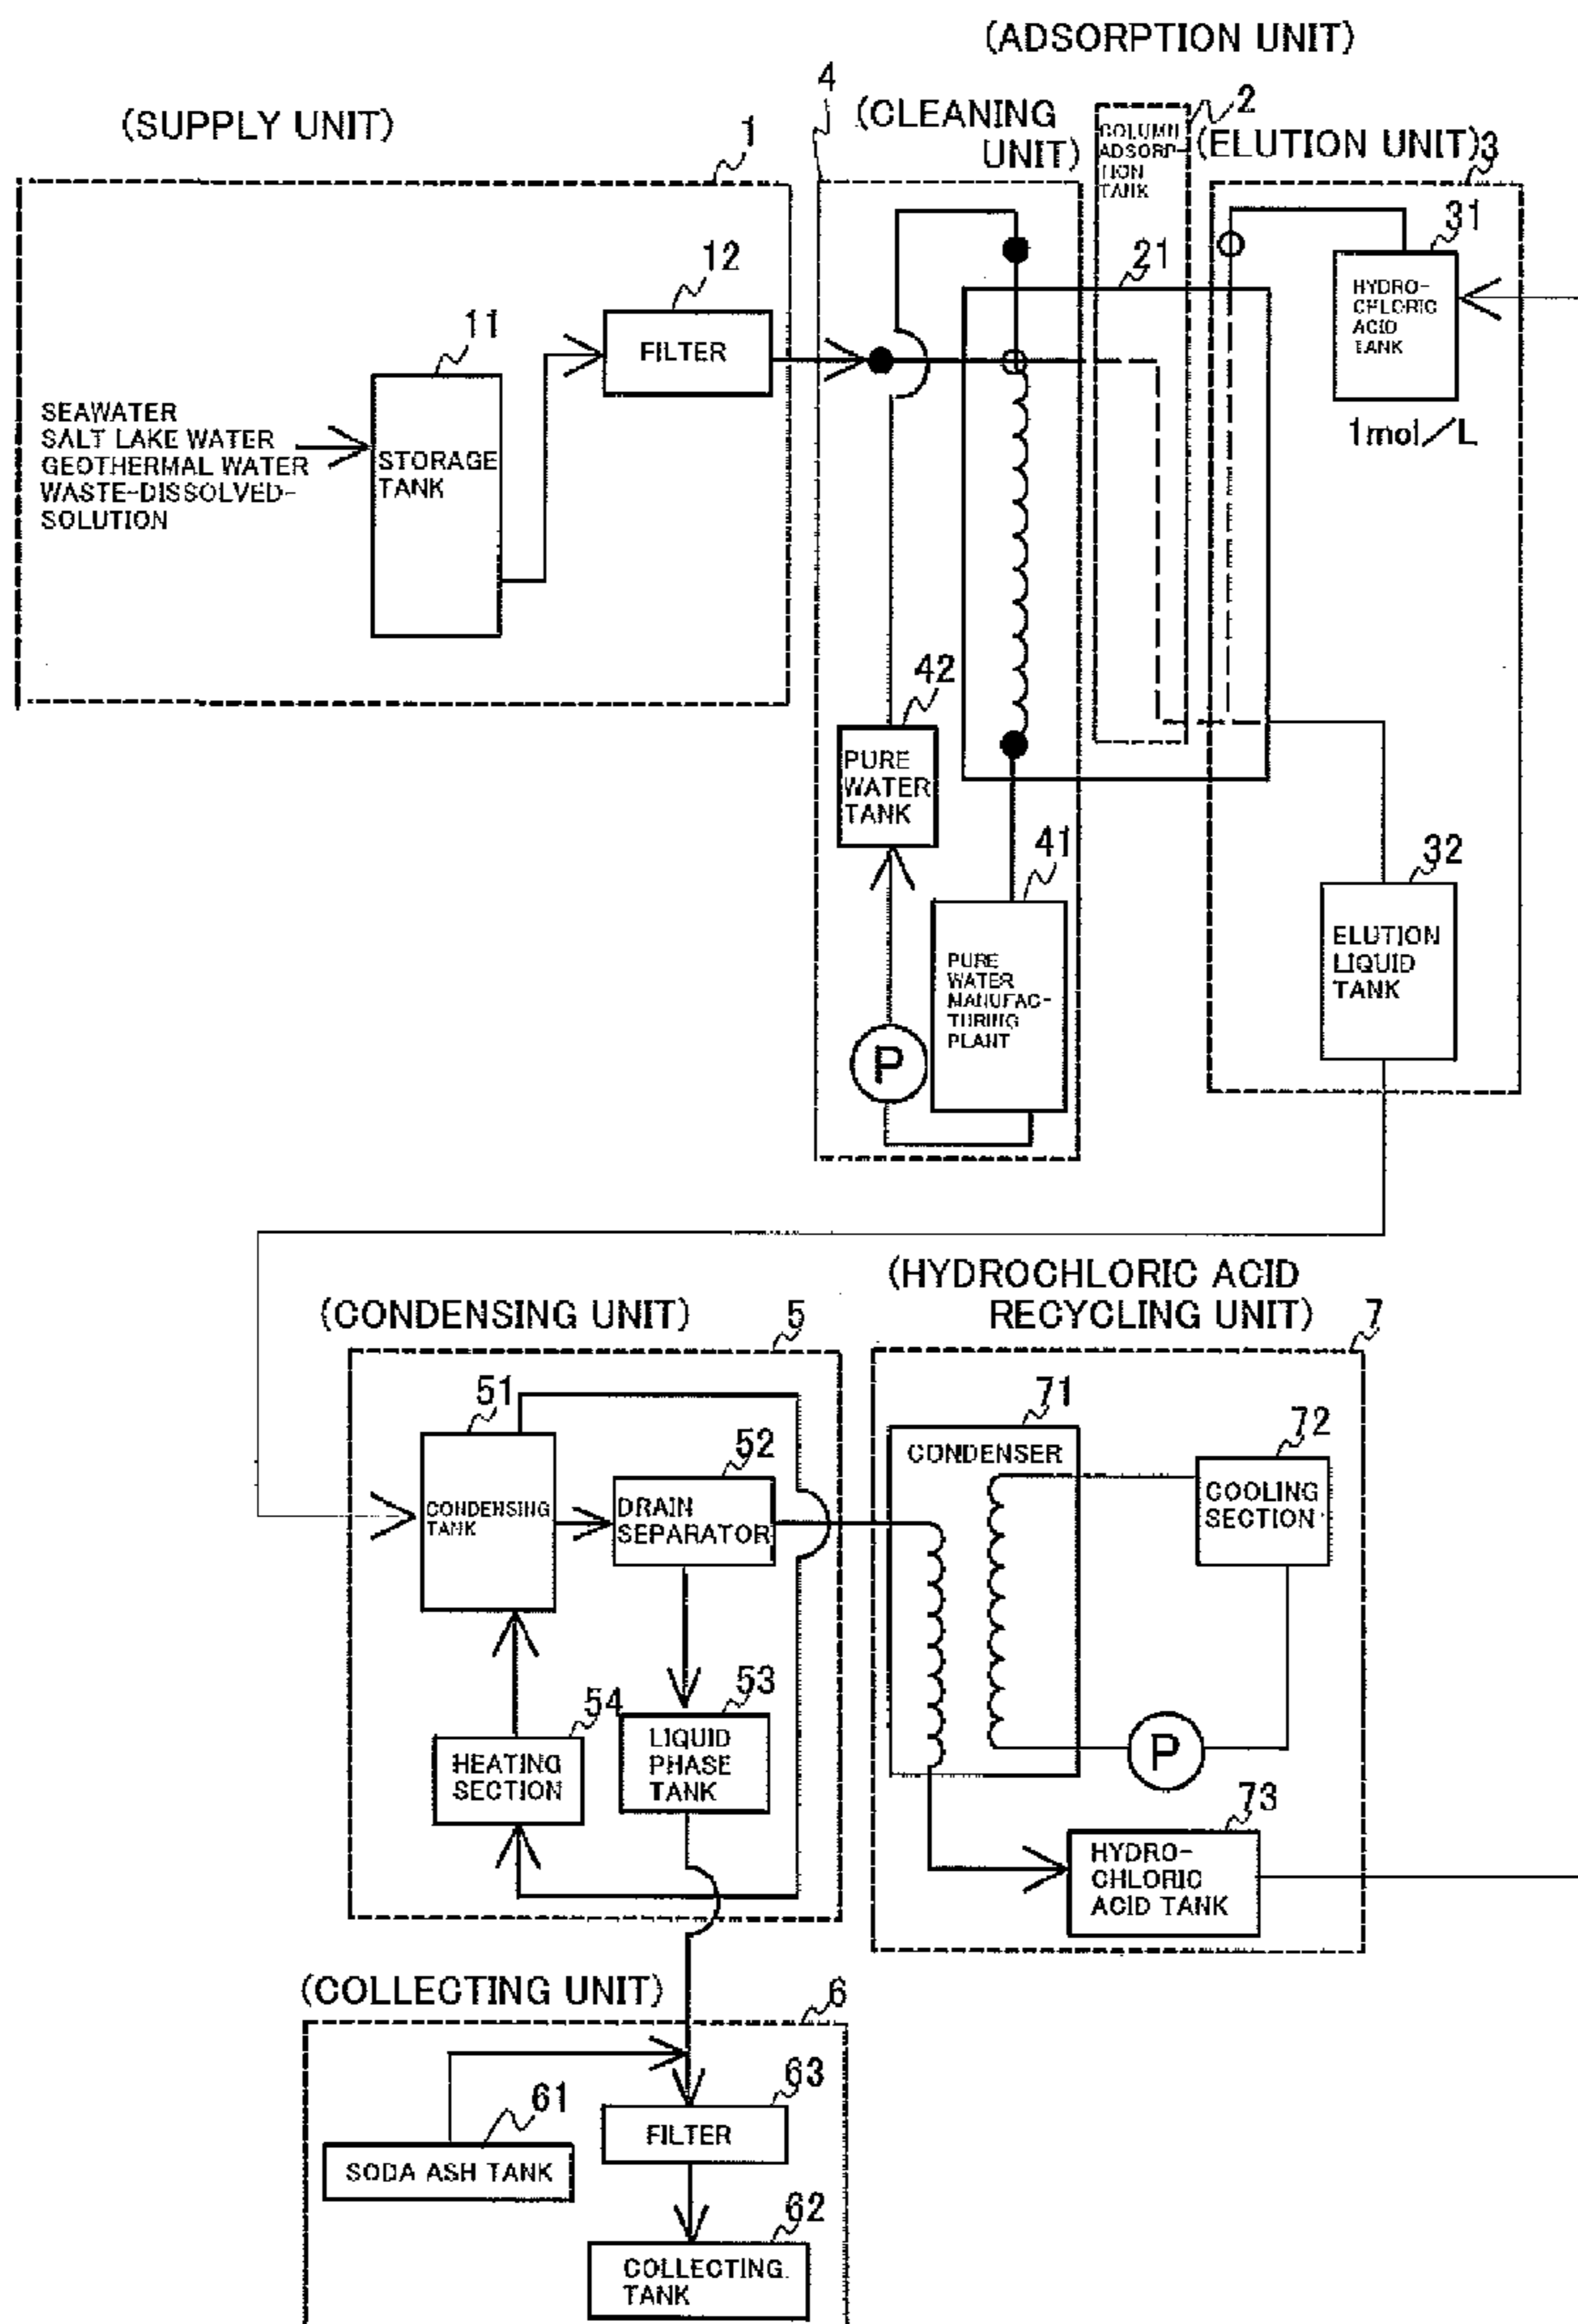 (ADSORPTION UNIT)
4
(CLEANING
UNIT)
2
COLUMN
ADSORP-
TION
TANK
(ELUTION UNIT)
3
(SUPPLY UNIT)
1
12
FILTER
11
SEAWATER
SALT LAKE WATER
GEOTHERMAL WATER
WASTE-DISSOLVED-
SOLUTION
STORAGE
TANK
21
31
HYDRO-
CHLORIC
ACID
TANK
1mol/L
42
PURE
WATER
TANK
41
PURE
WATER
MANUFAC-
TURING
PLANT
P
32
ELUTION
LIQUID
TANK
(CONDENSING UNIT)
5
51
CONDENSING
TANK
52
DRAIN
SEPARATOR
54
HEATING
SECTION
53
LIQUID
PHASE
TANK
(HYDROCHLORIC ACID
RECYCLING UNIT)
7
71
CONDENSER
72
COOLING
SECTION
P
73
HYDRO-
CHLORIC
ACID TANK
(COLLECTING UNIT)
6
61
SODA ASH TANK
63
FILTER
62
COLLECTING
TANK